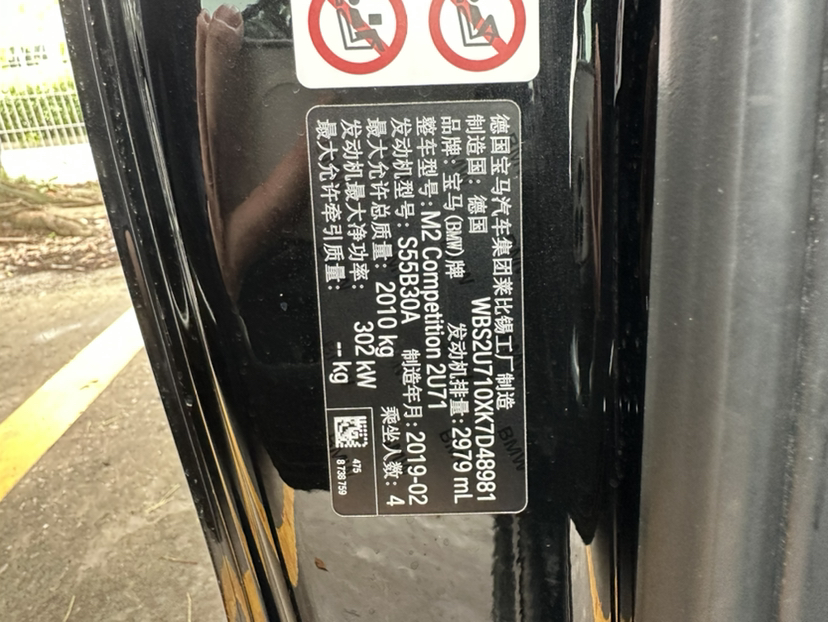 德国宝马汽车集团莱比锡工厂制造
制造国：德国 WBS2U710XK7D48981
品牌：宝马(BMW)牌 发动机排量：2979 mL
整车型号：M2 Competition 2U71
发动机型号：S55B30A 制造年月：2019-02
最大允许总质量：2010 kg 乘坐人数：4
发动机最大净功率：302 kW
最大允许牵引质量：-- kg
475
8 738 759